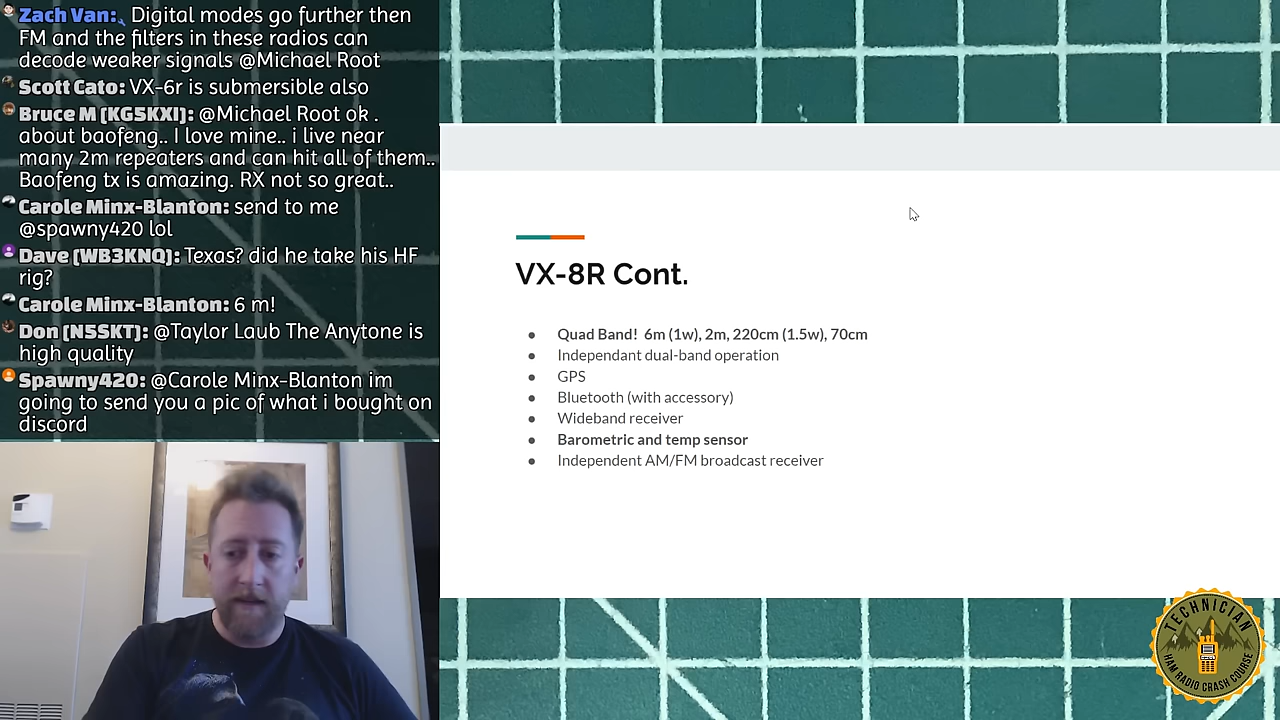 Zach Van: Digital modes go further then
FM and the filters in these radios can
decode weaker signals @Michael Root
Scott Cato: VX-6r is submersible also
Bruce M (KG5KXI): @Michael Root ok .
about baofeng.. I love mine.. i live near
many 2m repeaters and can hit all of them..
Baofeng tx is amazing. RX not so great..
Carole Minx-Blanton: send to me
@spawny420 lol
Dave (WB3KNQ): Texas? did he take his HF
rig?
Carole Minx-Blanton: 6 m!
Don (N5SKT): @Taylor Laub The Anytone is
high quality
Spawny420: @Carole Minx-Blanton im
going to send you a pic of what i bought on
discord
VX-8R Cont.
● Quad Band! 6m (1w), 2m, 220cm (1.5w), 70cm
● Independant dual-band operation
● GPS
● Bluetooth (with accessory)
● Wideband receiver
● Barometric and temp sensor
● Independent AM/FM broadcast receiver
TECHNICIAN
HAM RADIO CRASH COURSE